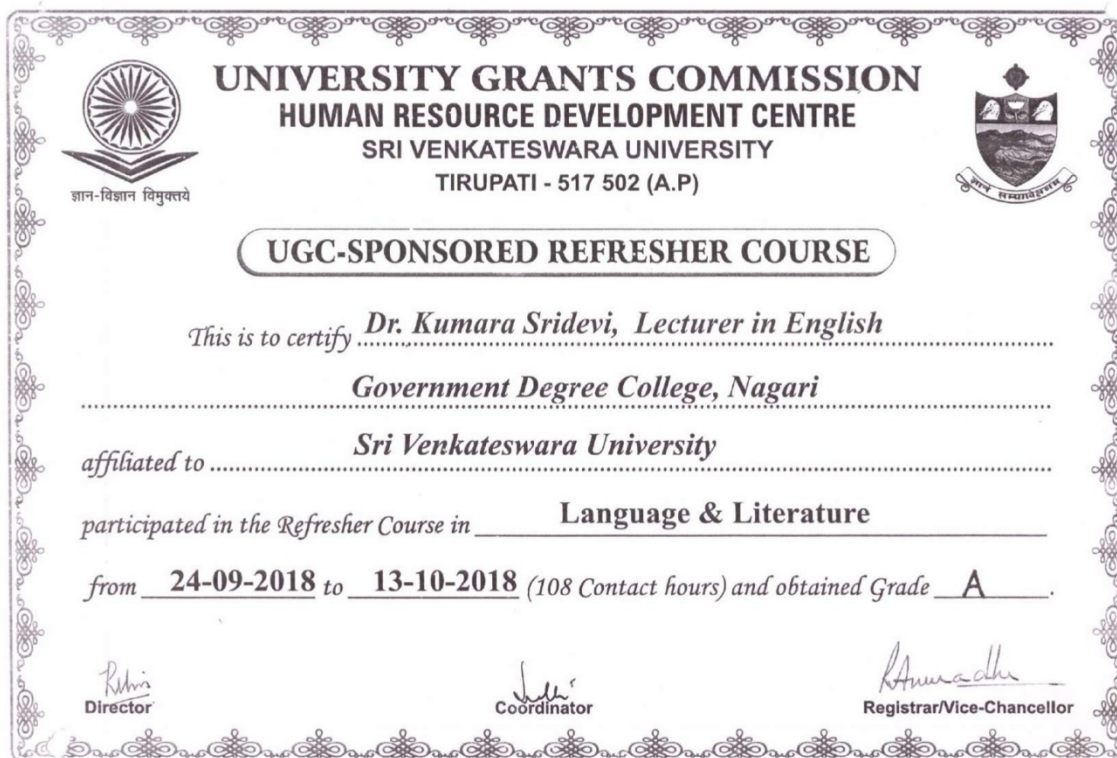 UNIVERSITY GRANTS COMMISSION
HUMAN RESOURCE DEVELOPMENT CENTRE
SRI VENKATESWARA UNIVERSITY
TIRUPATI - 517 502 (A.P)
ज्ञान-विज्ञान विमुक्तये
UGC-SPONSORED REFRESHER COURSE
This is to certify Dr. Kumara Sridevi, Lecturer in English
Government Degree College, Nagari
affiliated to Sri Venkateswara University
participated in the Refresher Course in Language & Literature
from 24-09-2018 to 13-10-2018 (108 Contact hours) and obtained Grade A.
RAnuradha
Director
Coordinator
Registrar/Vice-Chancellor